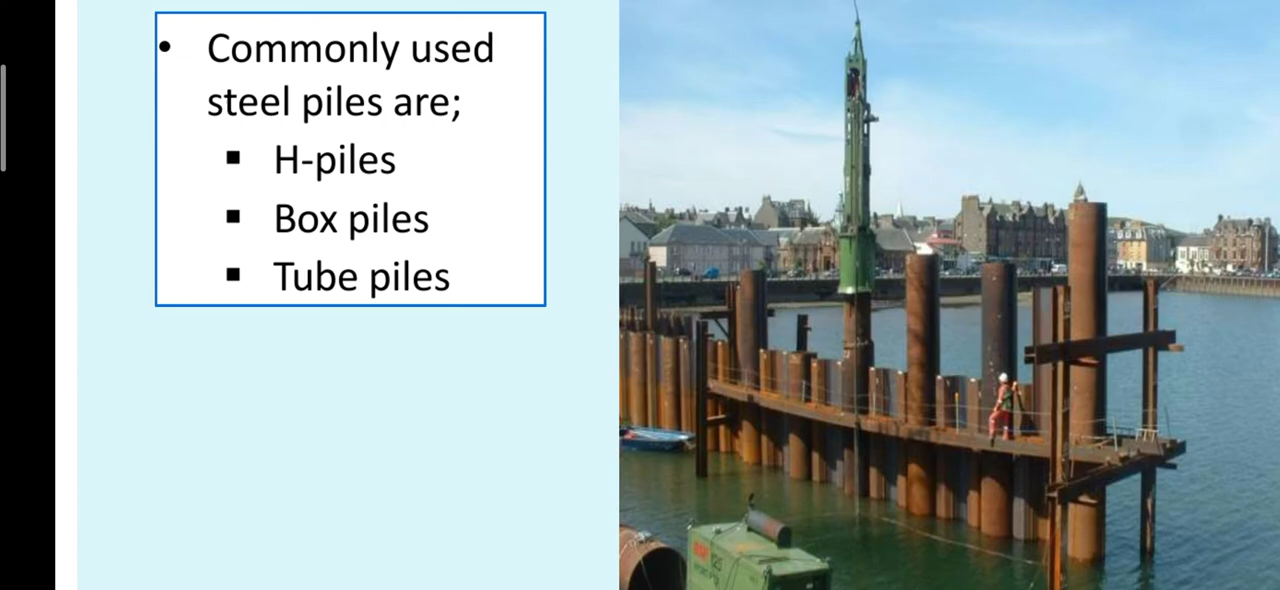 • Commonly used
steel piles are;
▪ H-piles
▪ Box piles
▪ Tube piles